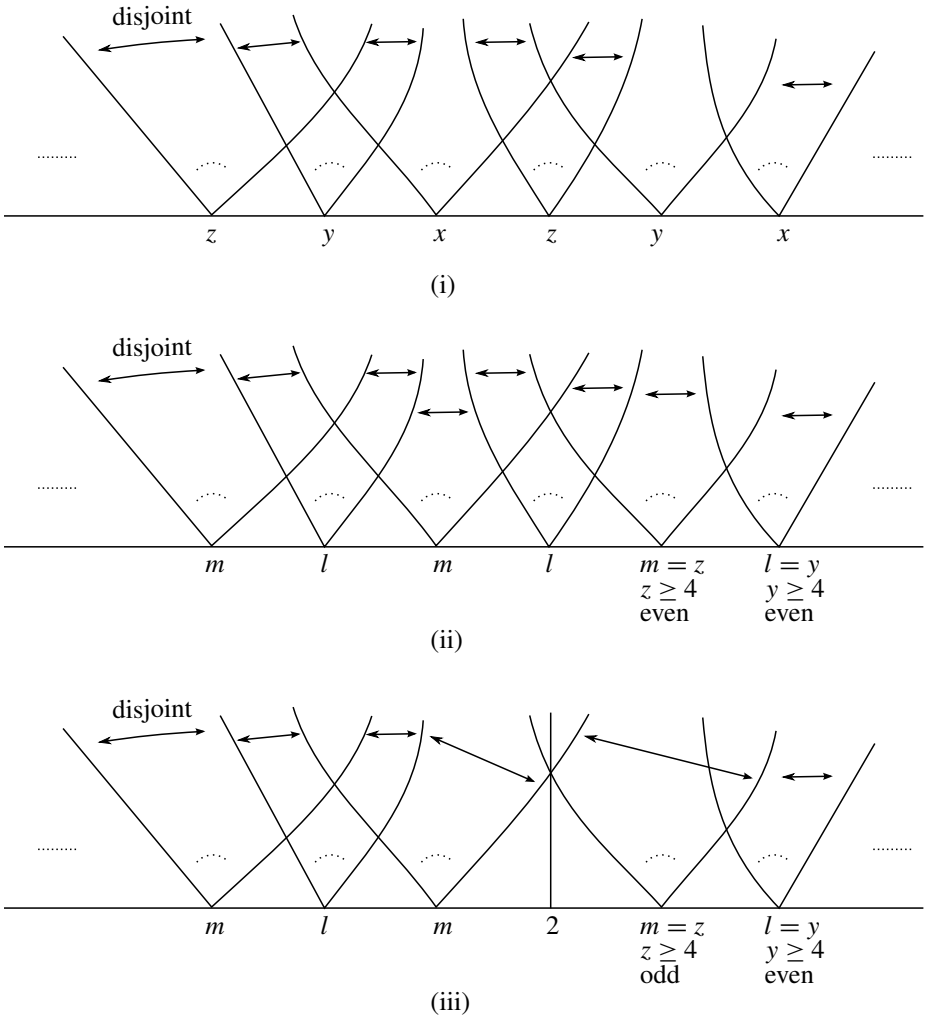 disjoint
z y x z y x
(i)
disjoint
m l m l m = z l = y
z ≥ 4 y ≥ 4
even even
(ii)
disjoint
m l m 2 m = z l = y
z ≥ 4 y ≥ 4
odd even
(iii)